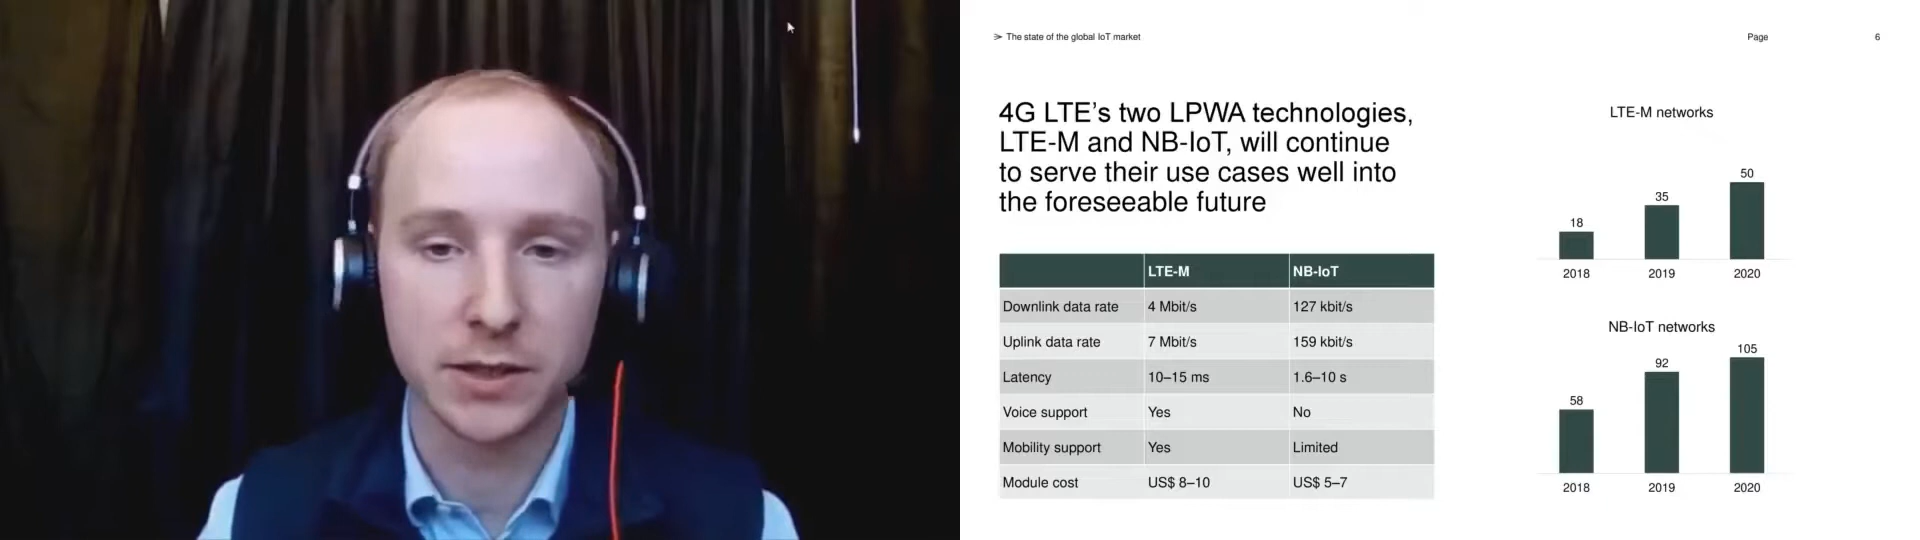 ⪢ The state of the global IoT market
Page 6
4G LTE’s two LPWA technologies,
LTE-M and NB-IoT, will continue
to serve their use cases well into
the foreseeable future
LTE-M NB-IoT
Downlink data rate 4 Mbit/s 127 kbit/s
Uplink data rate 7 Mbit/s 159 kbit/s
Latency 10–15 ms 1.6–10 s
Voice support Yes No
Mobility support Yes Limited
Module cost US$ 8–10 US$ 5–7
LTE-M networks
18 35 50
2018 2019 2020
NB-IoT networks
58 92 105
2018 2019 2020